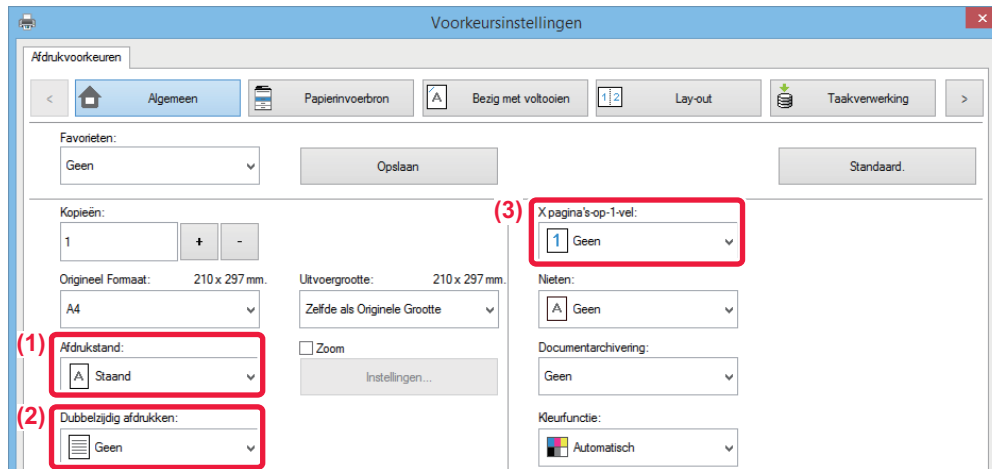 Voorkeursinstellingen
Afdrukvoorkeuren
< Algemeen Papierinvoerbron Bezig met voltooien Lay-out Taakverwerking >
Favorieten:
Geen Opslaan Standaard.
Kopieën: (3) X pagina's-op-1-vel:
1 + - 1 Geen
Origineel Formaat: 210 x 297 mm. Uitvoergrootte: 210 x 297 mm. Nieten:
A4 Zelfde als Originele Grootte A Geen
(1) Afdrukstand: Zoom Documentarchivering:
A Staand Instellingen... Geen
(2) Dubbelzijdig afdrukken: Kleurfunctie:
Geen Automatisch